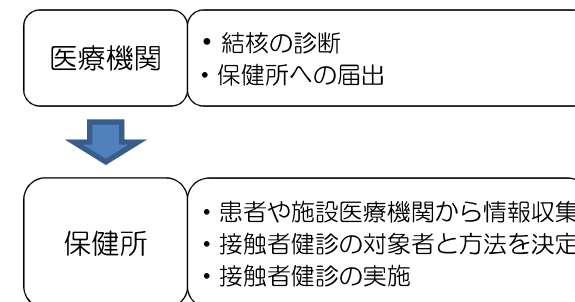 医療機関
・結核の診断
・保健所への届出
保健所
・患者や施設医療機関から情報収集
・接触者健診の対象者と方法を決定
・接触者健診の実施